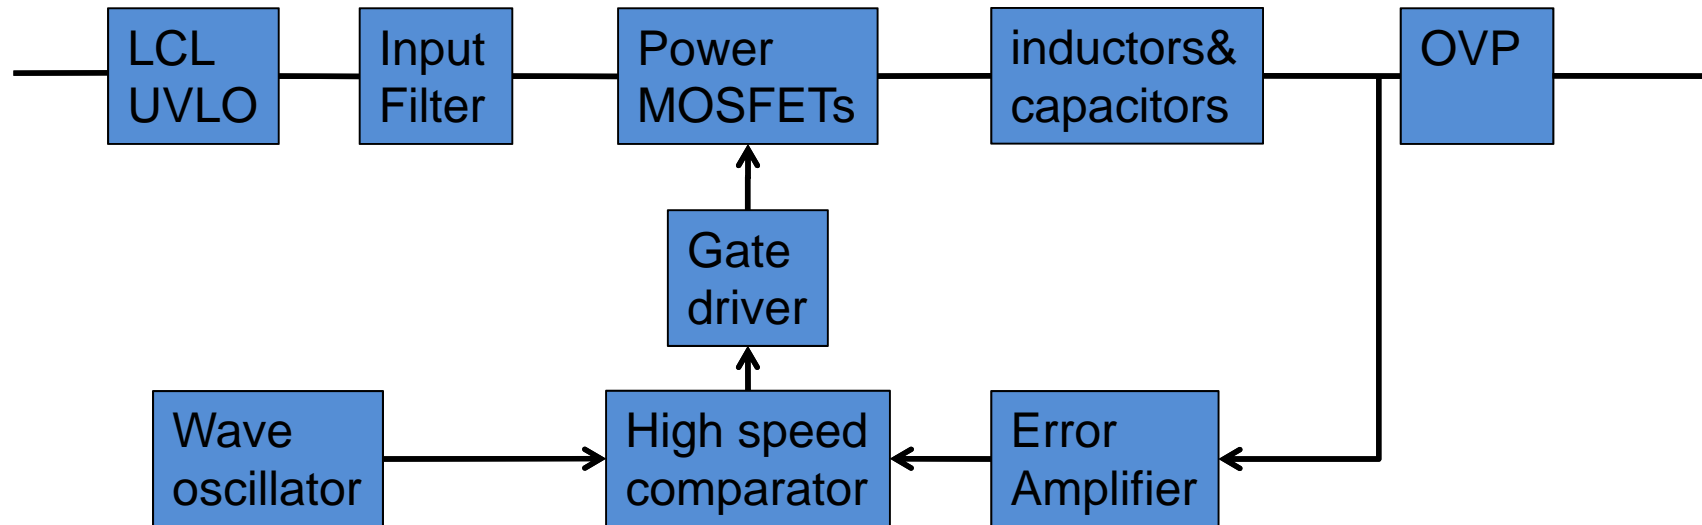 LCL
UVLO
Input
Filter
Power
MOSFETs
inductors&
capacitors
OVP
Gate
driver
Wave
oscillator
High speed
comparator
Error
Amplifier